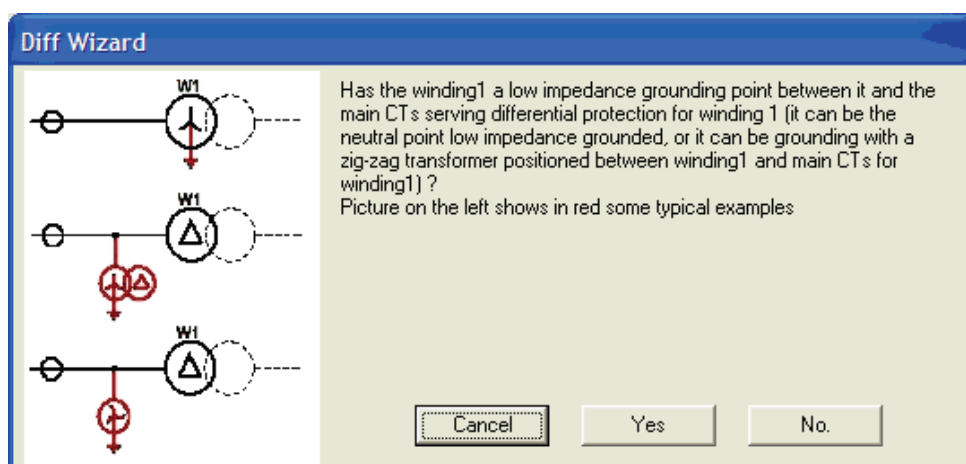 Diff Wizard
W1
W1
W1
Has the winding1 a low impedance grounding point between it and the
main CTs serving differential protection for winding 1 (it can be the
neutral point low impedance grounded, or it can be grounding with a
zig-zag transformer positioned between winding1 and main CTs for
winding1) ?
Picture on the left shows in red some typical examples
Cancel
Yes
No.